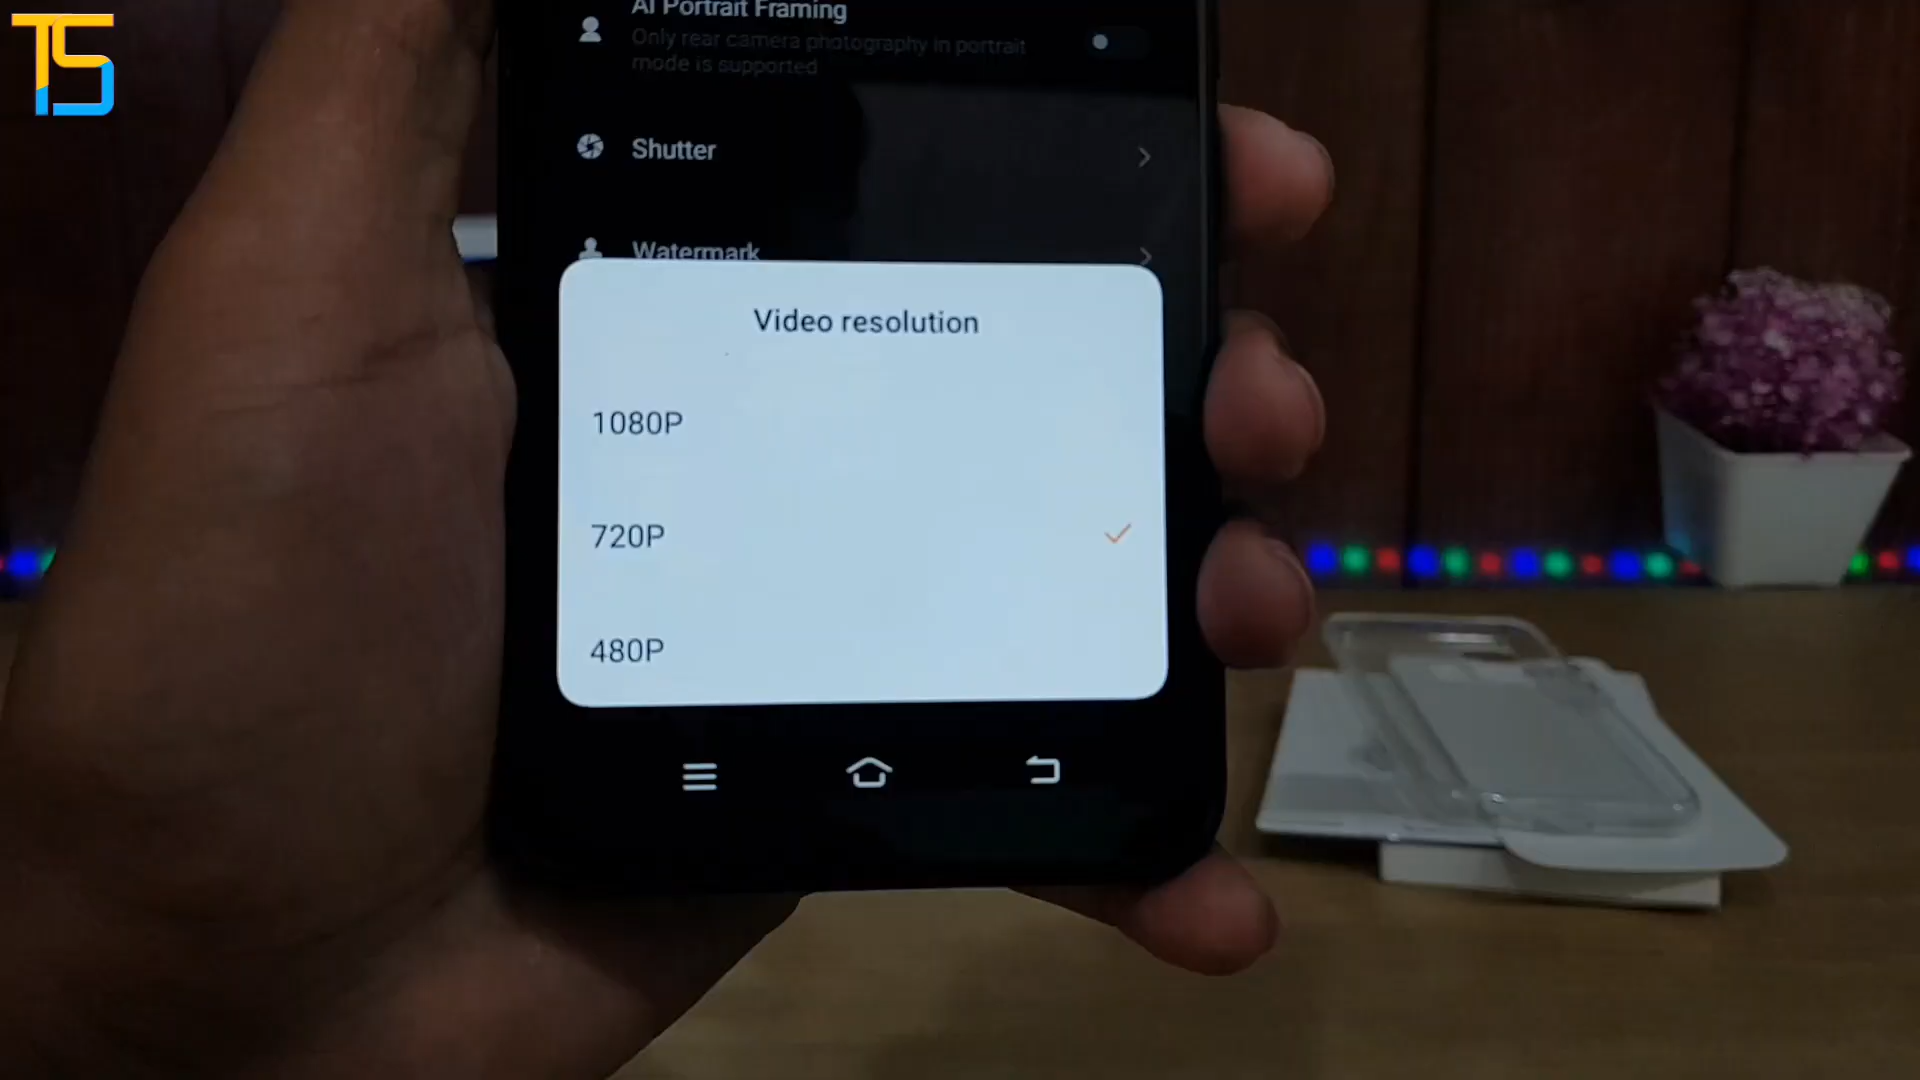 TS
AI Portrait Framing
Only rear camera photography in portrait
mode is supported
Shutter
Watermark
Video resolution
1080P
720P
480P